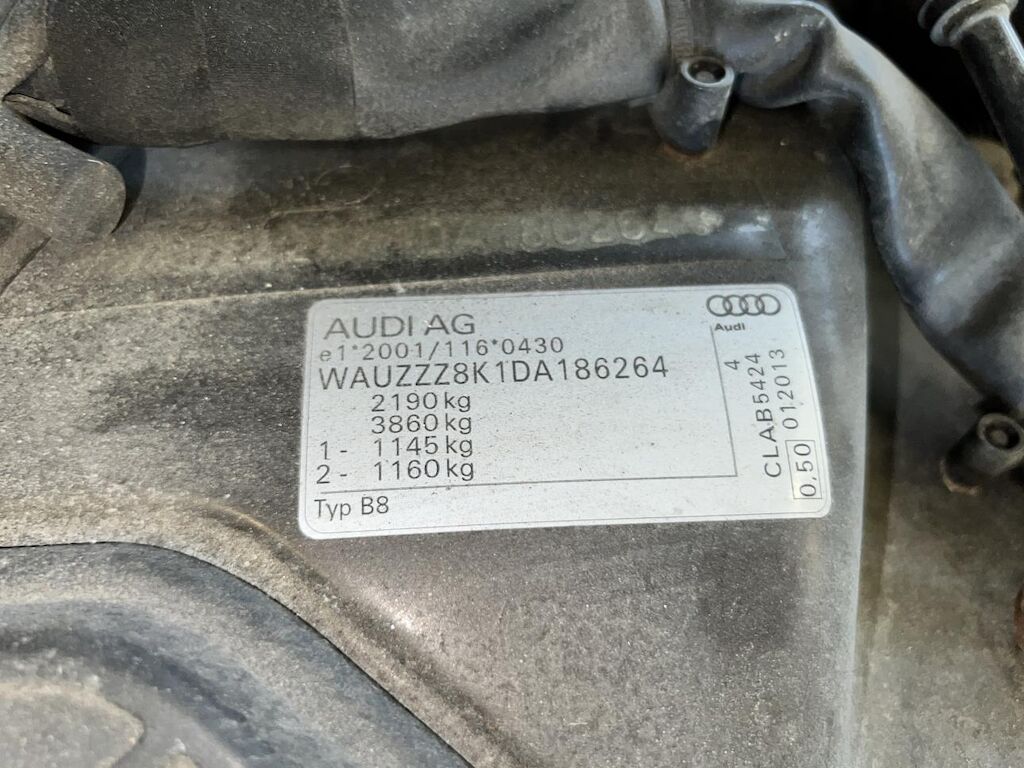 AUDI AG
e1*2001/116*0430
WAUZZZ8K1DA186264
2190 kg
3860 kg
1 - 1145 kg
2 - 1160 kg
Typ B8
Audi
4
CLAB5424
012013
0.50